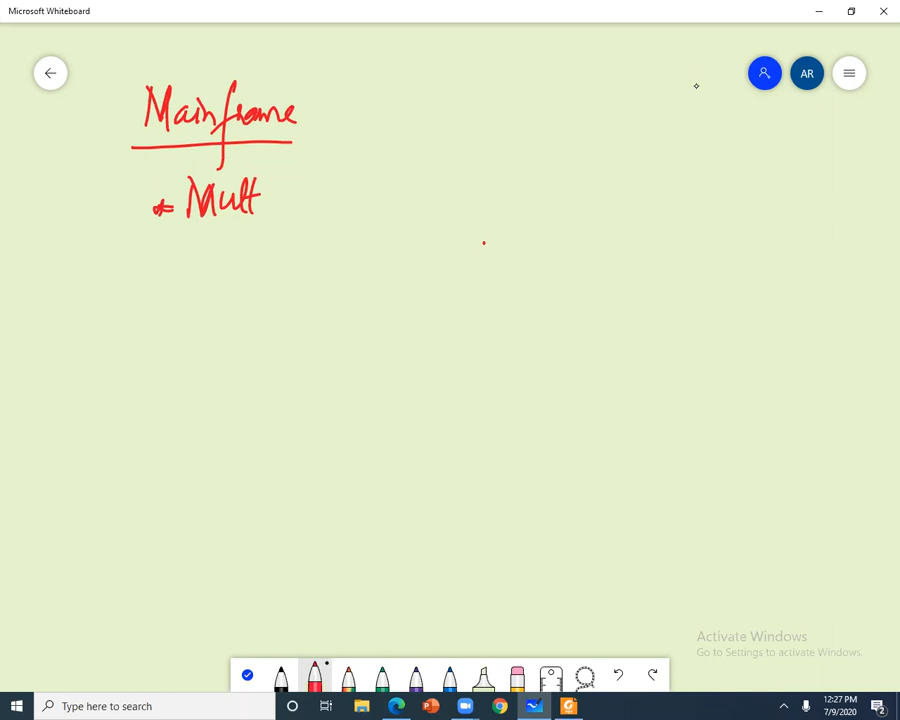 Microsoft Whiteboard
AR
Mainframe
* Mult
Activate Windows
Go to Settings to activate Windows.
Type here to search
12:27 PM
7/9/2020
2